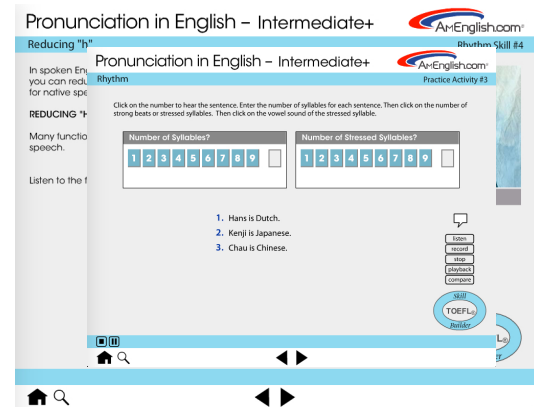 Pronunciation in English – Intermediate+
AmEnglish.com®
Reducing "h"
Rhythm Skill #4
In spoken Eng
you can redu
for native spe
REDUCING "H
Many functio
speech.
Listen to the f
Pronunciation in English – Intermediate+
AmEnglish.com®
Rhythm
Practice Activity #3
Click on the number to hear the sentence. Enter the number of syllables for each sentence. Then click on the number of
strong beats or stressed syllables. Then click on the vowel sound of the stressed syllable.
Number of Syllables?
1 2 3 4 5 6 7 8 9
Number of Stressed Syllables?
1 2 3 4 5 6 7 8 9
1. Hans is Dutch.
2. Kenji is Japanese.
3. Chau is Chinese.
listen
record
stop
playback
compare
Skill
TOEFL®
Builder